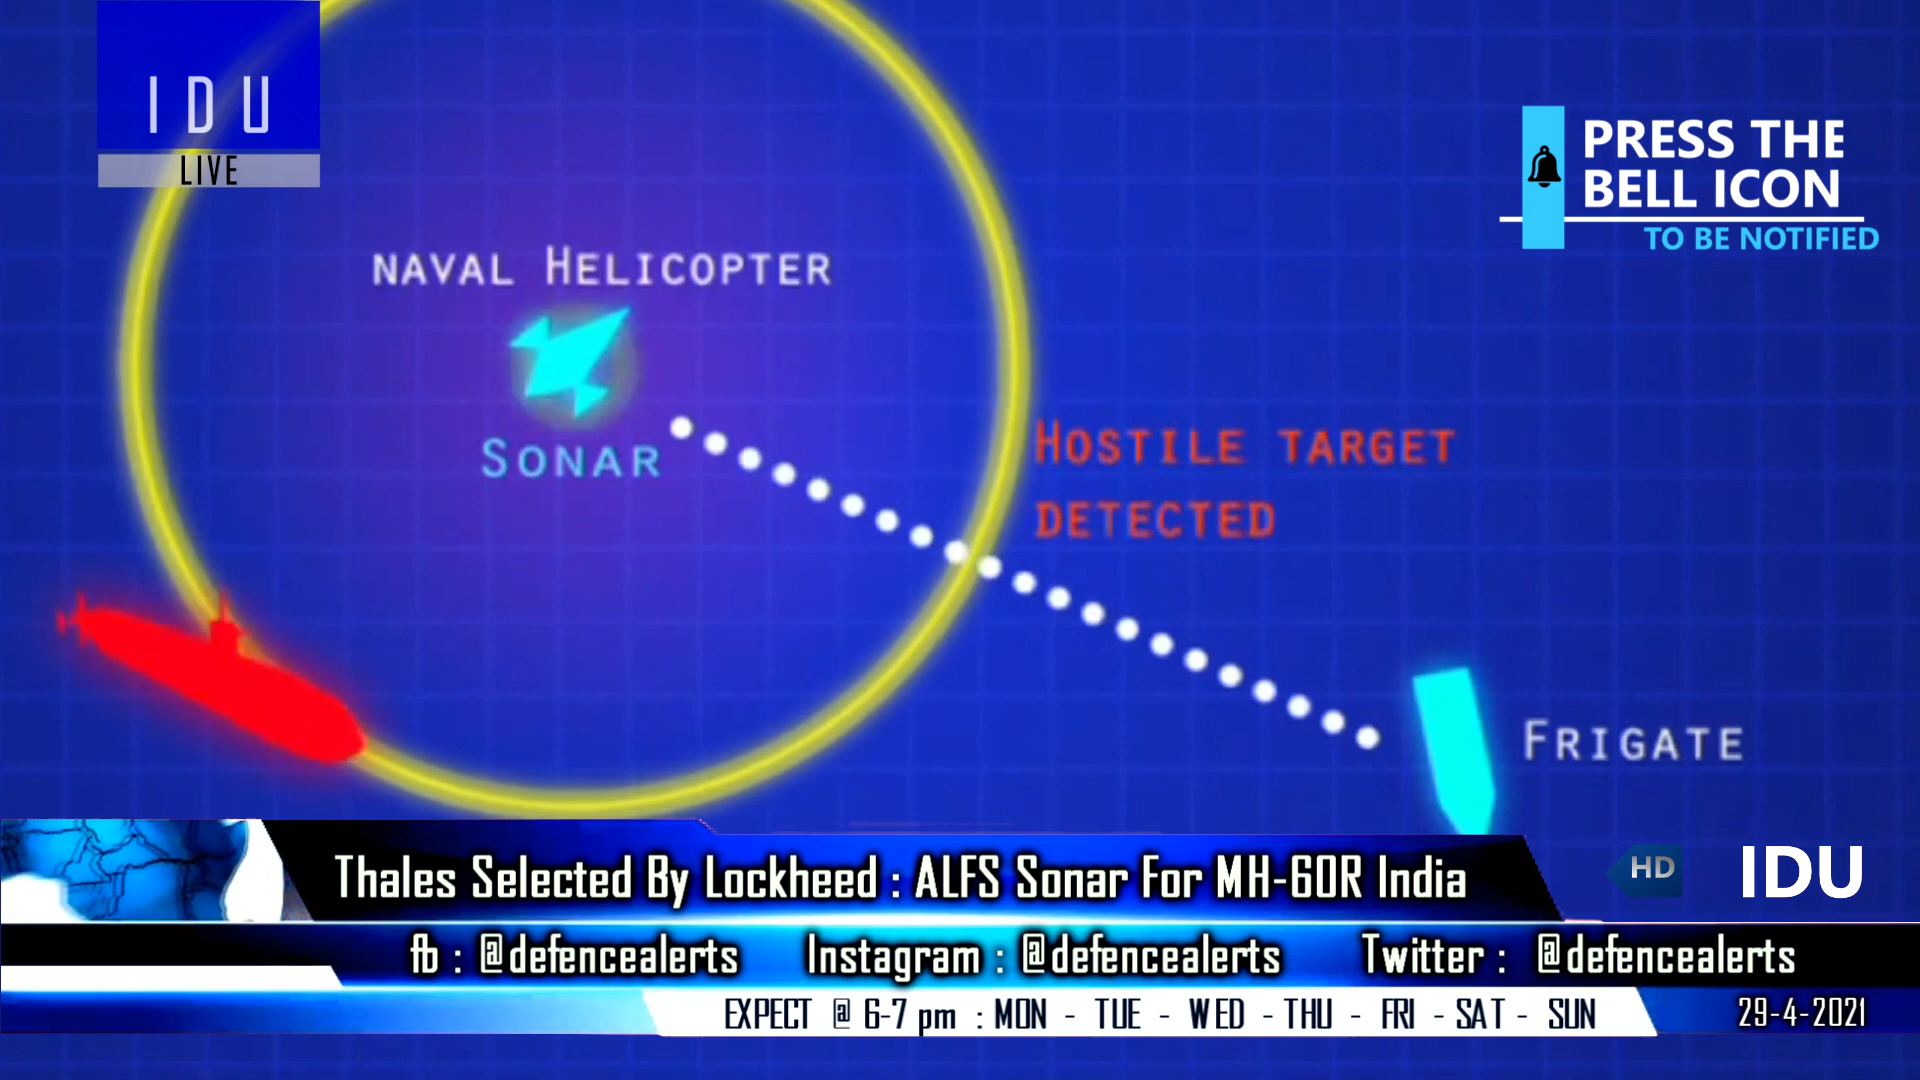 IDU
LIVE
PRESS THE
BELL ICON
TO BE NOTIFIED
NAVAL HELICOPTER
SONAR
HOSTILE TARGET
DETECTED
FRIGATE
Thales Selected By Lockheed : ALFS Sonar For MH-60R India
HD IDU
fb : @defencealerts Instagram : @defencealerts Twitter : @defencealerts
EXPECT @ 6-7 pm : MON - TUE - WED - THU - FRI - SAT - SUN
29-4-2021